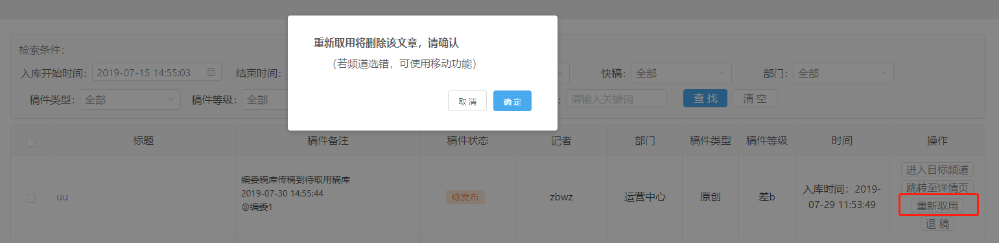 重新取用将删除该文章，请确认
（若频道选错，可使用移动功能）
取 消
确 定
检索条件：
入库开始时间：
2019-07-15 14:55:03
结束时间：
快稿：
全部
部门：
全部
稿件类型：
全部
稿件等级：
全部
：
请输入关键词
查 找
清 空
标题
稿件备注
稿件状态
记者
部门
稿件类型
稿件等级
时间
操作
uu
编委稿库传稿到待取用稿库
2019-07-30 14:55:44
@编委1
待发布
zbwz
运营中心
原创
差b
入库时间：2019-
07-29 11:53:49
进入目标频道
跳转至详情页
重新取用
退 稿